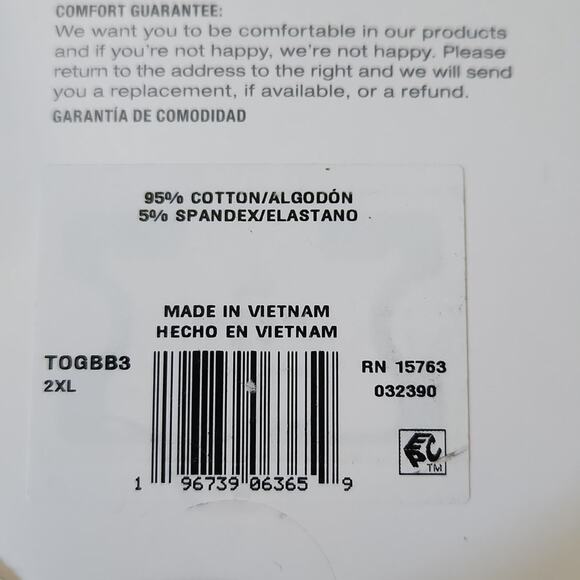 COMFORT GUARANTEE:
We want you to be comfortable in our products
and if you're not happy, we're not happy. Please
return to the address to the right and we will send
you a replacement, if available, or a refund.
GARANTÍA DE COMODIDAD
95% COTTON/ALGODÓN
5% SPANDEX/ELASTANO
MADE IN VIETNAM
HECHO EN VIETNAM
TOGBB3
2XL
RN 15763
032390
TM
1 96739 06365 9